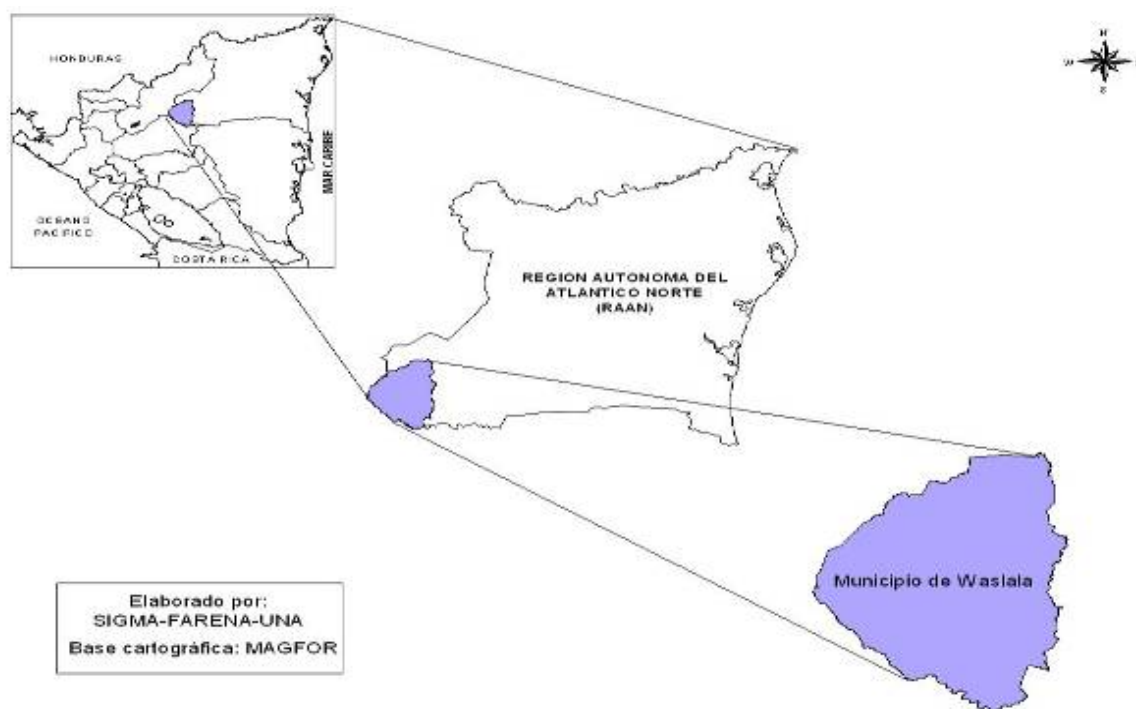 HONDURAS
MAR CARIBE
OCEANO
PACIFICO
COSTA RICA
N
W
S
REGION AUTONOMA DEL
ATLANTICO NORTE
(RAAN)
Municipio de Waslala
Elaborado por:
SIGMA-FARENA-UNA
Base cartográfica: MAGFOR